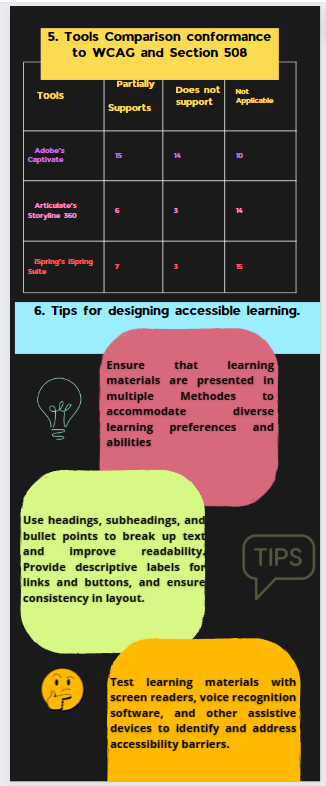 5. Tools Comparison conformance
to WCAG and Section 508
Tools
Partially
Supports
Does not
support
Not
Applicable
Adobe's
Captivate
15
14
10
Articulate's
Storyline 360
6
3
14
iSpring's iSpring
Suite
7
3
15
6. Tips for designing accessible learning.
Ensure that learning
materials are presented in
multiple Methodes to
accommodate diverse
learning preferences and
abilities
Use headings, subheadings, and
bullet points to break up text
and improve readability.
Provide descriptive labels for
links and buttons, and ensure
consistency in layout.
TIPS
Test learning materials with
screen readers, voice recognition
software, and other assistive
devices to identify and address
accessibility barriers.